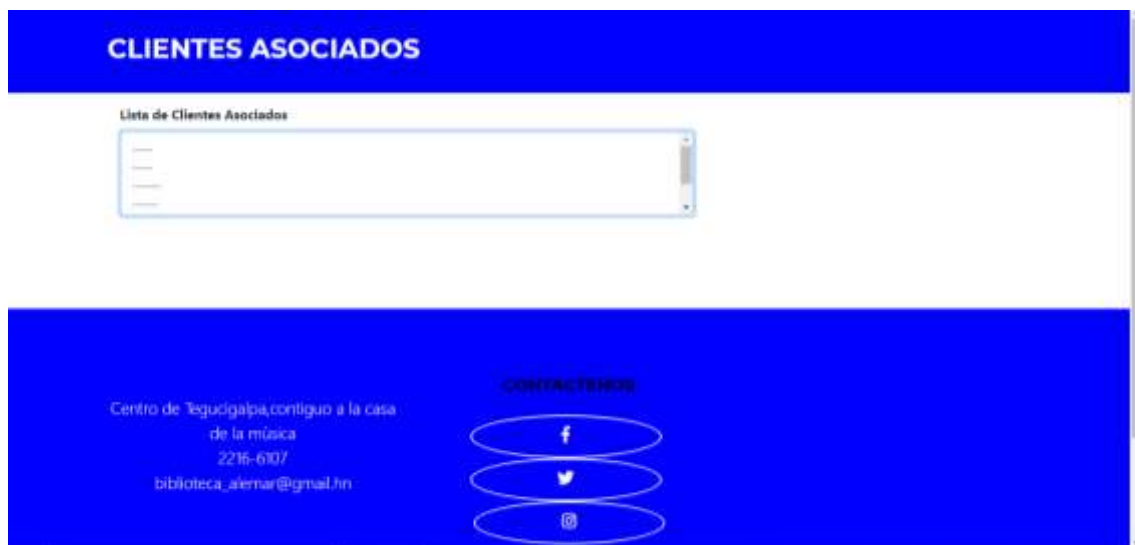 CLIENTES ASOCIADOS
Lista de Clientes Asociados
Centro de Tegucigalpa,contiguo a la casa
de la música
2216-6107
biblioteca_alemar@gmail.hn
CONTACTENOS